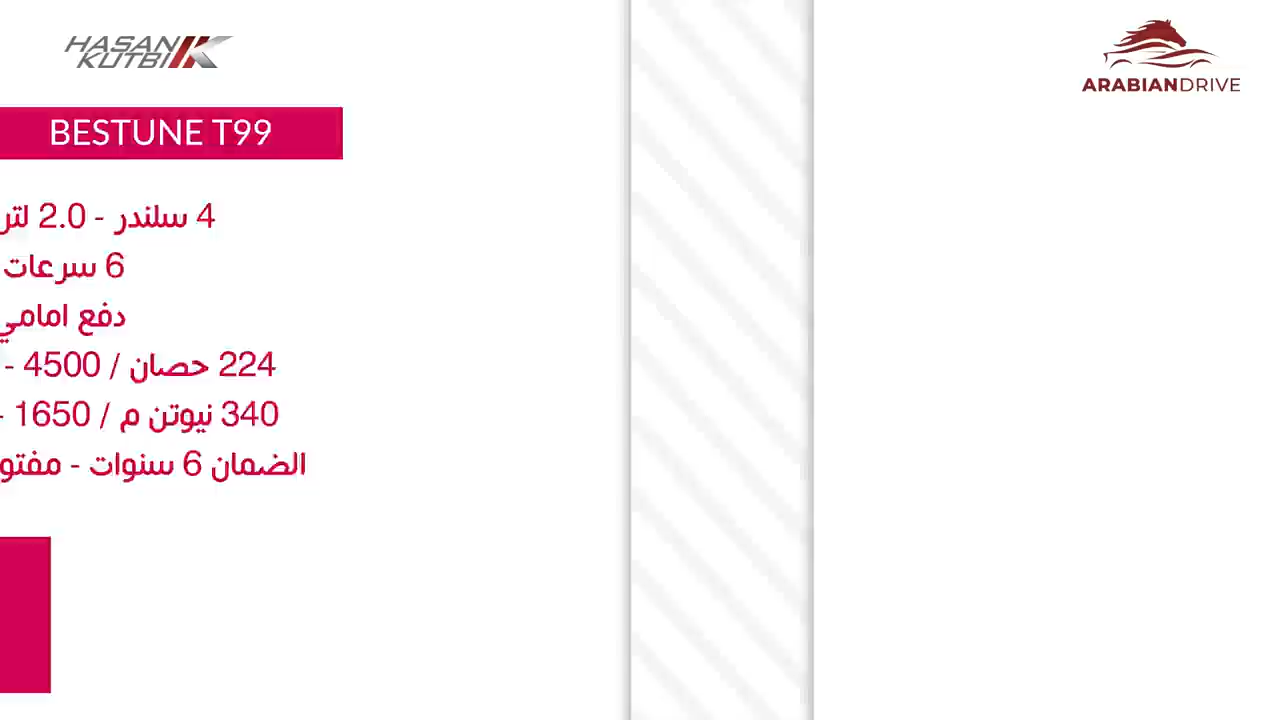 HASAN
KUTBI
ARABIANDRIVE
BESTUNE T99
4 سلندر - 2.0 لتر
6 سرعات
دفع امامي
224 حصان / 4500 -
340 نيوتن م / 1650 -
الضمان 6 سنوات -